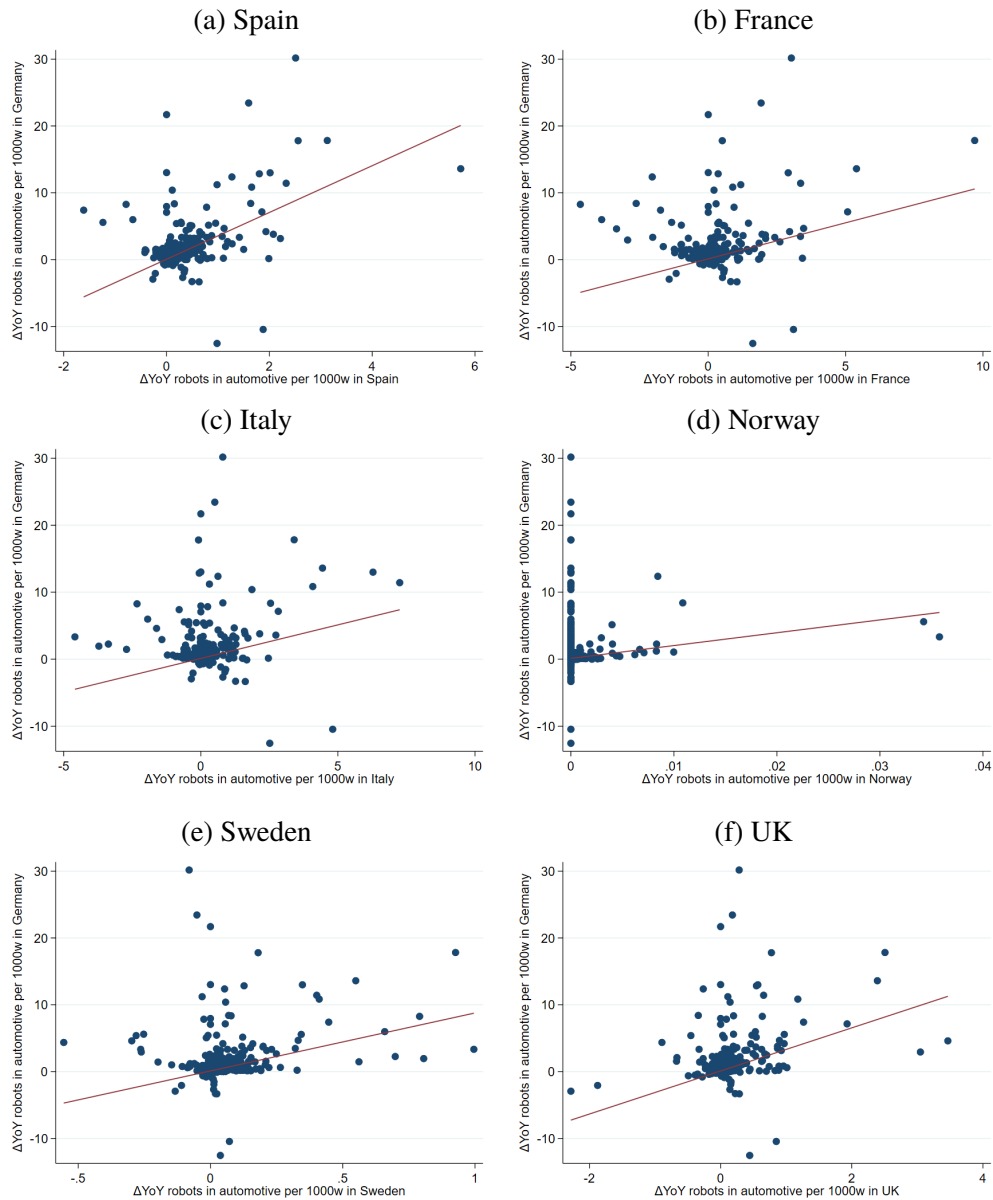 (a) Spain
ΔYoY robots in automotive per 1000w in Germany
30
20
10
0
-10
-2 0 2 4 6
ΔYoY robots in automotive per 1000w in Spain
(b) France
ΔYoY robots in automotive per 1000w in Germany
30
20
10
0
-10
-5 0 5 10
ΔYoY robots in automotive per 1000w in France
(c) Italy
ΔYoY robots in automotive per 1000w in Germany
30
20
10
0
-10
-5 0 5 10
ΔYoY robots in automotive per 1000w in Italy
(d) Norway
ΔYoY robots in automotive per 1000w in Germany
30
20
10
0
-10
0 .01 .02 .03 .04
ΔYoY robots in automotive per 1000w in Norway
(e) Sweden
ΔYoY robots in automotive per 1000w in Germany
30
20
10
0
-10
-.5 0 .5 1
ΔYoY robots in automotive per 1000w in Sweden
(f) UK
ΔYoY robots in automotive per 1000w in Germany
30
20
10
0
-10
-2 0 2 4
ΔYoY robots in automotive per 1000w in UK